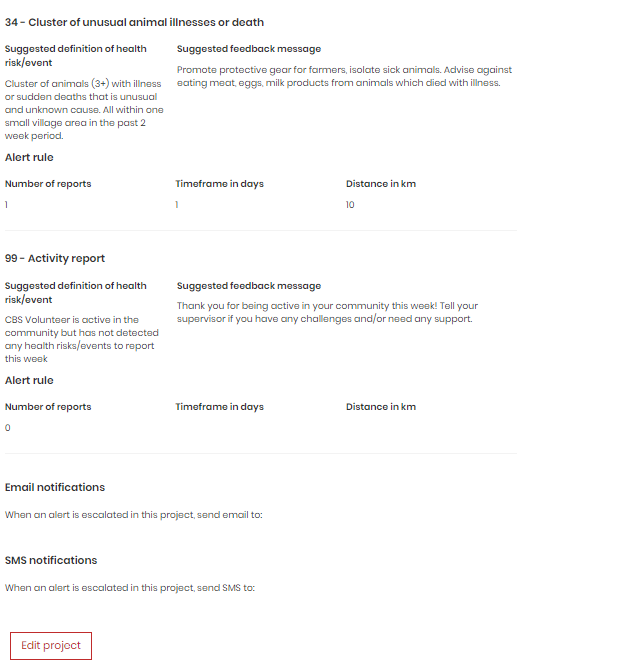 34 - Cluster of unusual animal illnesses or death
Suggested definition of health
risk/event
Cluster of animals (3+) with illness
or sudden deaths that is unusual
and unknown cause. All within one
small village area in the past 2
week period.
Suggested feedback message
Promote protective gear for farmers, isolate sick animals. Advise against
eating meat, eggs, milk products from animals which died with illness.
Alert rule
Number of reports
1
Timeframe in days
1
Distance in km
10
99 - Activity report
Suggested definition of health
risk/event
CBS Volunteer is active in the
community but has not detected
any health risks/events to report
this week
Suggested feedback message
Thank you for being active in your community this week! Tell your
supervisor if you have any challenges and/or need any support.
Alert rule
Number of reports
0
Timeframe in days
Distance in km
Email notifications
When an alert is escalated in this project, send email to:
SMS notifications
When an alert is escalated in this project, send SMS to:
Edit project